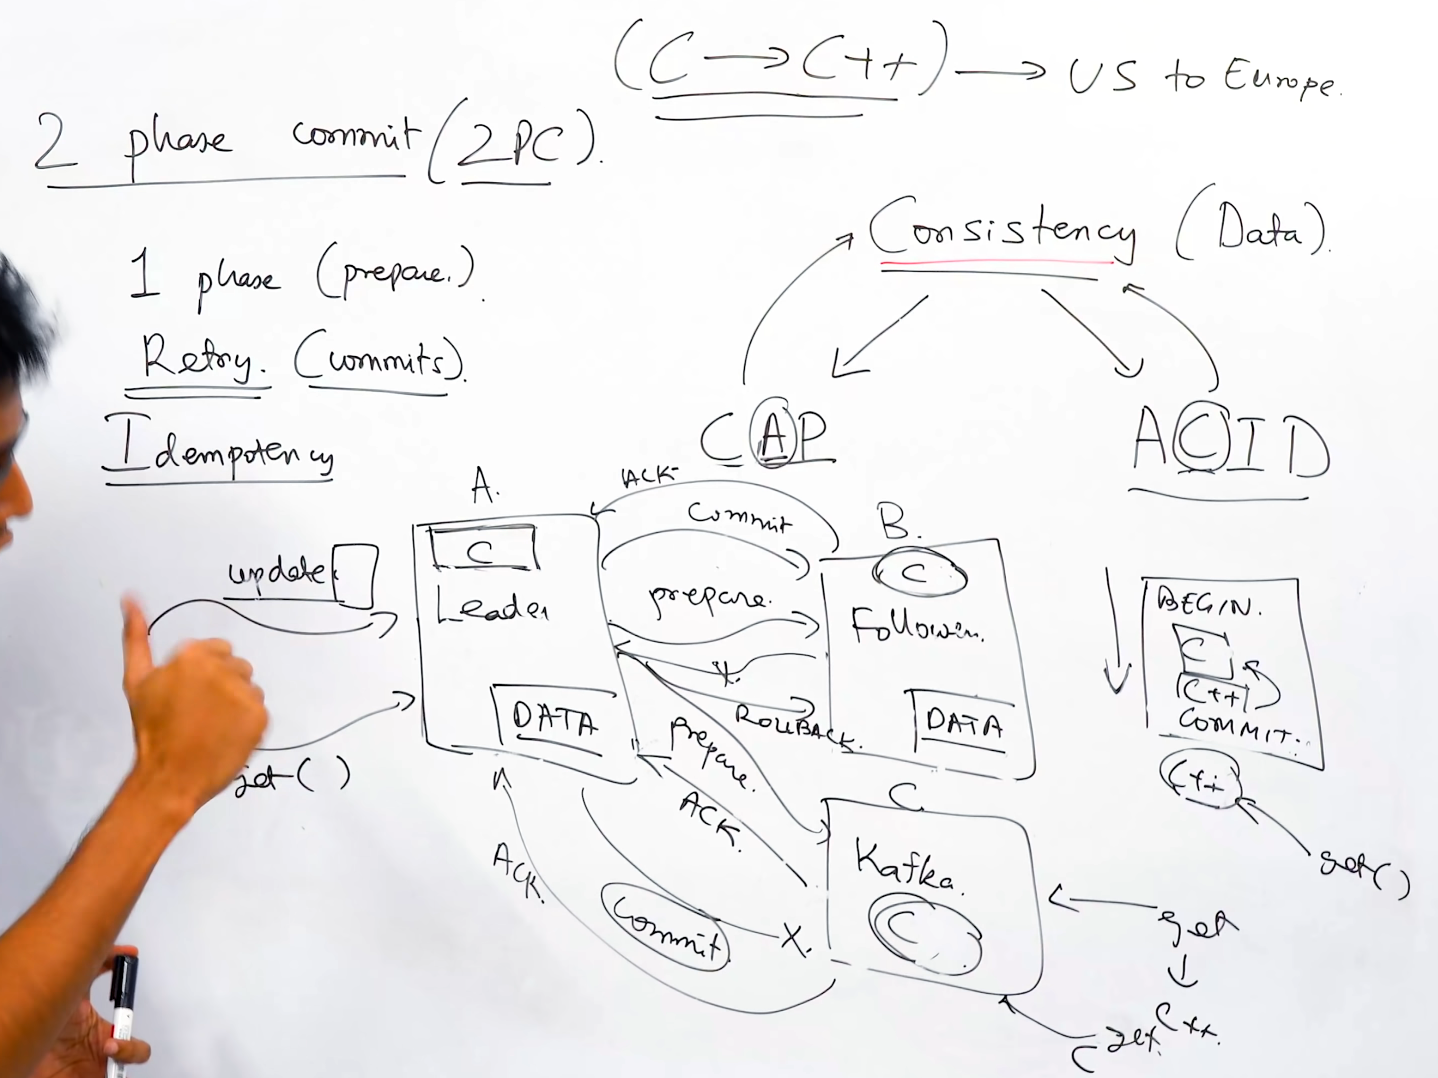 (C → C++) → US to Europe.
2 phase commit (2PC).
Consistency (Data).
1 phase (prepare.)
Retry. (commits).
Idempotency
CAP
ACID
A.
ACK
C
Leader
DATA
update
get()
commit
prepare.
X.
ROLLBACK.
B.
C
Follower.
DATA
prepare.
ACK.
ACK.
commit
X.
C.
Kafka.
C
BEGIN.
C
C++
COMMIT.
C++
get()
get
C++.
get.
C